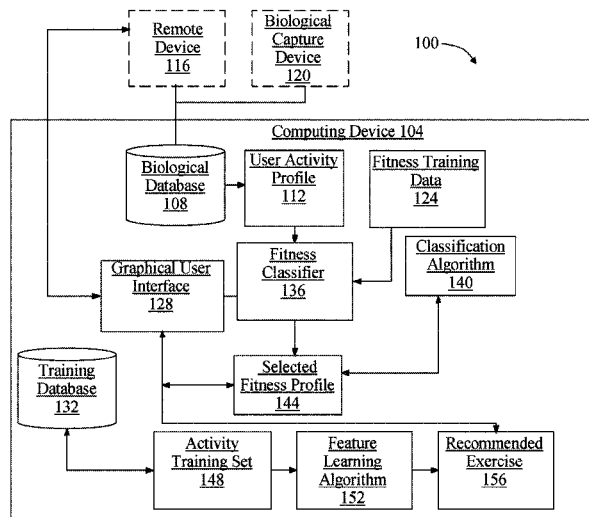 Remote
Device
116
Biological
Capture
Device
120
100
Computing Device 104
Biological
Database
108
User Activity
Profile
112
Fitness Training
Data
124
Graphical User
Interface
128
Fitness
Classifier
136
Classification
Algorithm
140
Training
Database
132
Selected
Fitness Profile
144
Activity
Training Set
148
Feature
Learning
Algorithm
152
Recommended
Exercise
156